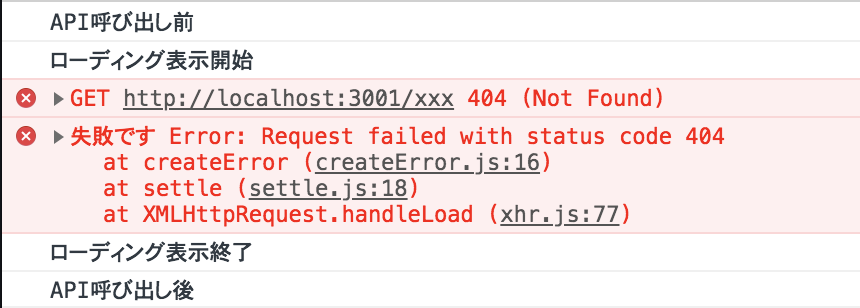 API呼び出し前
ローディング表示開始
GET http://localhost:3001/xxx 404 (Not Found)
失敗です Error: Request failed with status code 404
at createError (createError.js:16)
at settle (settle.js:18)
at XMLHttpRequest.handleLoad (xhr.js:77)
ローディング表示終了
API呼び出し後